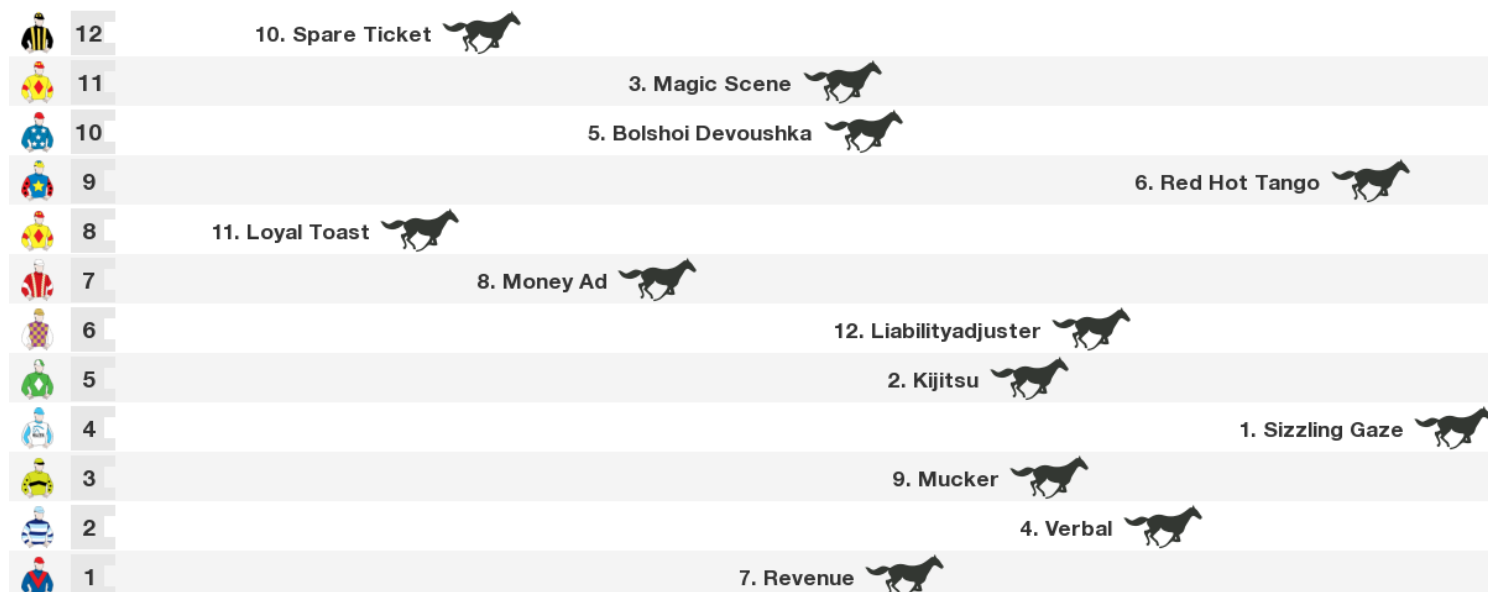 12 10. Spare Ticket
11 3. Magic Scene
10 5. Bolshoi Devoushka
9 6. Red Hot Tango
8 11. Loyal Toast
7 8. Money Ad
6 12. Liabilityadjuster
5 2. Kijitsu
4 1. Sizzling Gaze
3 9. Mucker
2 4. Verbal
1 7. Revenue